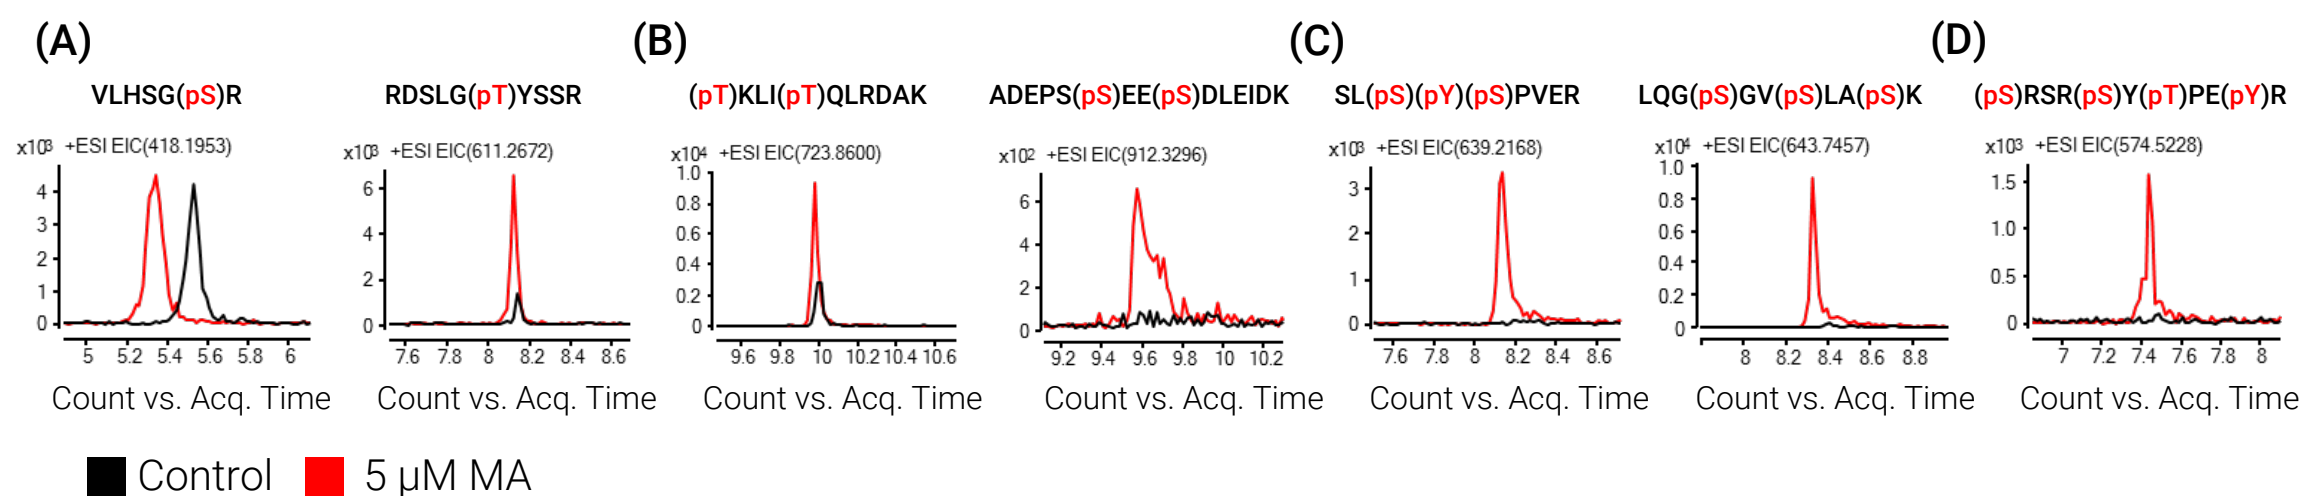 (A)
(B)
(C)
(D)
VLHSG(pS)R
RDSLG(pT)YSSR
(pT)KLI(pT)QLRDAK
ADEPS(pS)EE(pS)DLEIDK
SL(pS)(pY)(pS)PVER
LQG(pS)GV(pS)LA(pS)K
(pS)RSR(pS)Y(pT)PE(pY)R
x10³ +ESI EIC(418.1953)
4
3
2
1
0
5 5.2 5.4 5.6 5.8 6
Count vs. Acq. Time
x10³ +ESI EIC(611.2672)
6
4
2
0
7.6 7.8 8 8.2 8.4 8.6
Count vs. Acq. Time
x10⁴ +ESI EIC(723.8600)
1.0
0.8
0.6
0.4
0.2
0
9.6 9.8 10 10.2 10.4 10.6
Count vs. Acq. Time
x10² +ESI EIC(912.3296)
6
4
2
0
9.2 9.4 9.6 9.8 10 10.2
Count vs. Acq. Time
x10³ +ESI EIC(639.2168)
3
2
1
0
7.6 7.8 8 8.2 8.4 8.6
Count vs. Acq. Time
x10⁴ +ESI EIC(643.7457)
1.0
0.8
0.6
0.4
0.2
0
8 8.2 8.4 8.6 8.8
Count vs. Acq. Time
x10³ +ESI EIC(574.5228)
1.5
1.0
0.5
0
7 7.2 7.4 7.6 7.8 8
Count vs. Acq. Time
Control
5 µM MA